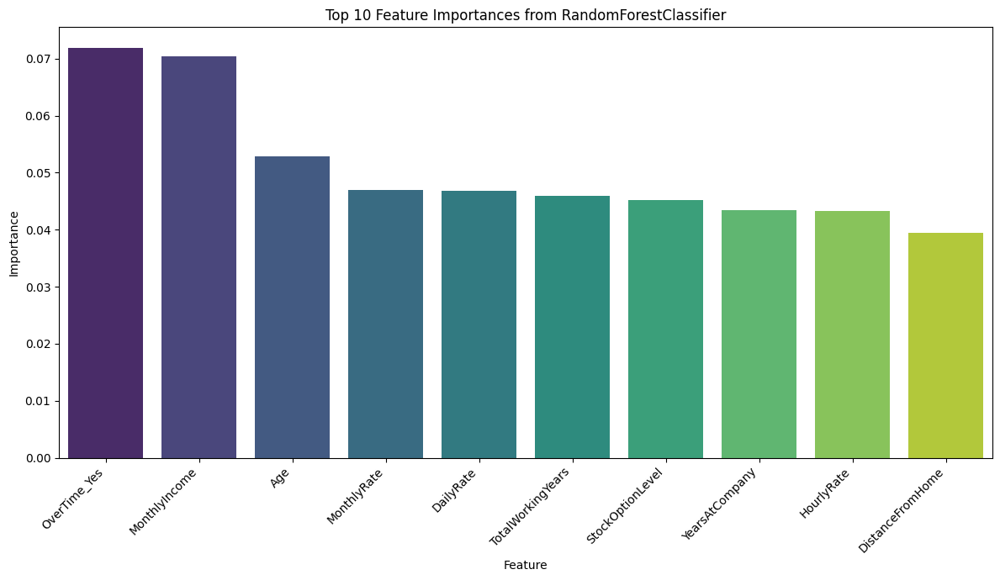 Top 10 Feature Importances from RandomForestClassifier
Importance
0.07
0.06
0.05
0.04
0.03
0.02
0.01
0.00
OverTime_Yes
MonthlyIncome
Age
MonthlyRate
DailyRate
TotalWorkingYears
StockOptionLevel
YearsAtCompany
HourlyRate
DistanceFromHome
Feature